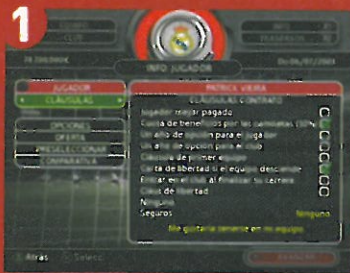 1
INFO JUGADOR
JUGADOR
PATRICK VIEIRA
CLÁUSULAS
CLÁUSULAS CONTRATO
Jugador mejor pagado
Cuota de beneficios por las camisetas (50%)
Un año de opción para el jugador
Un año de opción para el club
Cláusula de primer equipo
Carta de libertad si el equipo desciende
Entrar en el club al finalizar su carrera
Claus de libertad
Ninguno
Seguros
Ninguno
Me gustaría tenerte en mi equipo
OPCIONES
OFERTA
PRESELECCIONAR
COMPARATIVA
Atrás
Selecc.
AVANZAR